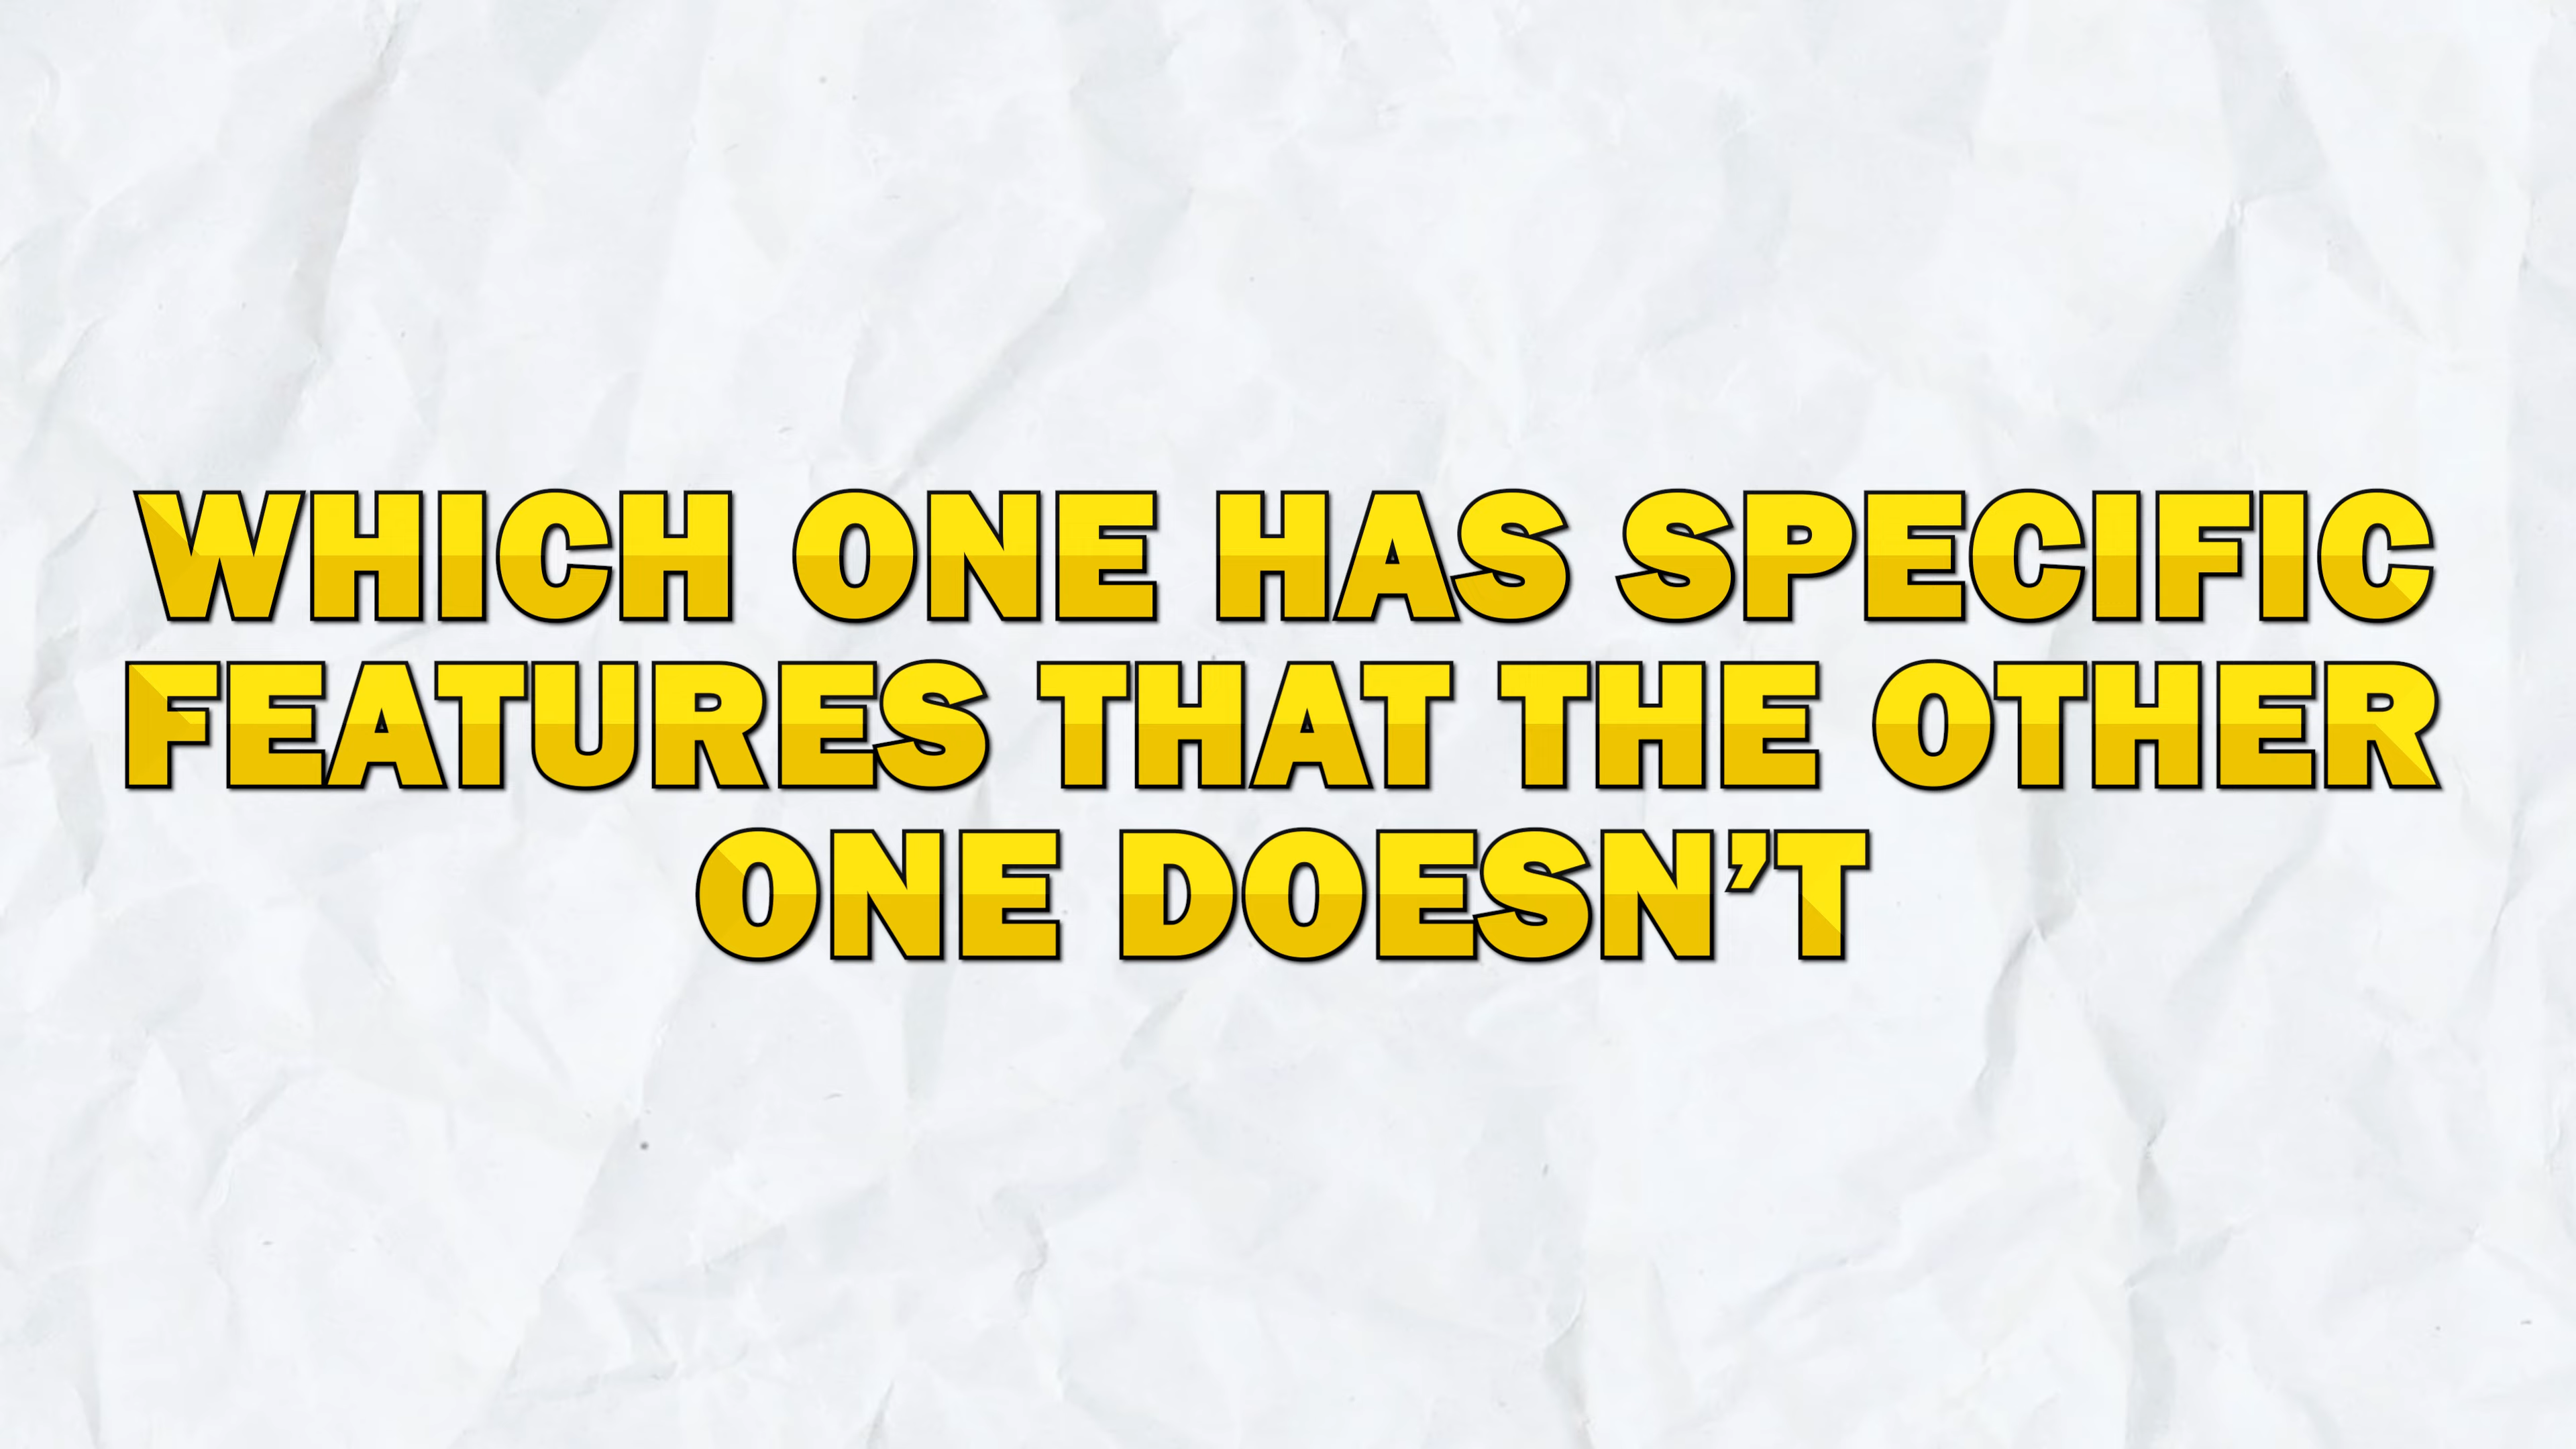 WHICH ONE HAS SPECIFIC
FEATURES THAT THE OTHER
ONE DOESN’T